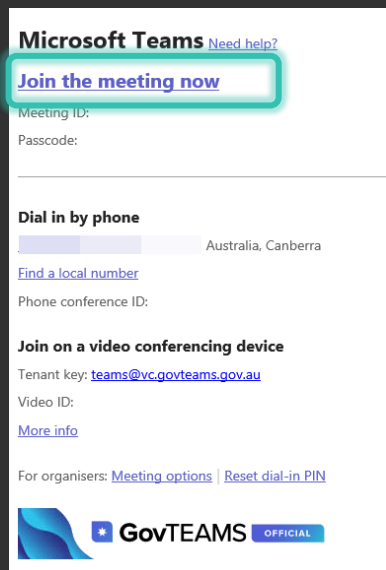 Microsoft Teams Need help?
Join the meeting now
Meeting ID:
Passcode:
Dial in by phone
Australia, Canberra
Find a local number
Phone conference ID:
Join on a video conferencing device
Tenant key: teams@vc.govteams.gov.au
Video ID:
More info
For organisers: Meeting options | Reset dial-in PIN
GovTEAMS OFFICIAL